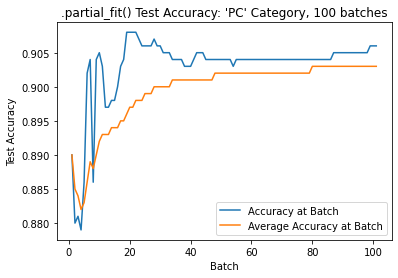 .partial_fit() Test Accuracy: 'PC' Category, 100 batches
Test Accuracy
0.905
0.900
0.895
0.890
0.885
0.880
Accuracy at Batch
Average Accuracy at Batch
0 20 40 60 80 100
Batch